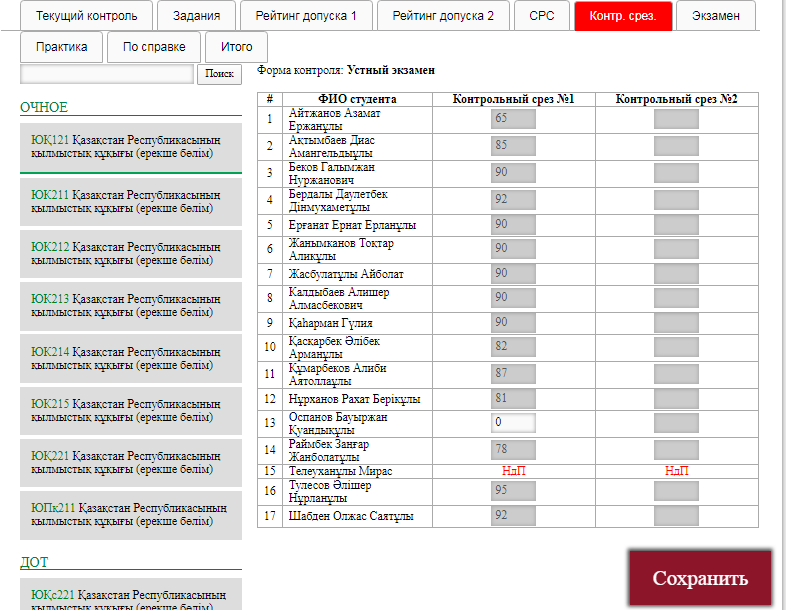 Текущий контроль
Задания
Рейтинг допуска 1
Рейтинг допуска 2
СРС
Контр. срез.
Экзамен
Практика
По справке
Итого
Поиск
ОЧНОЕ
ЮҚ121 Қазақстан Республикасының
қылмыстық құқығы (ерекше бөлім)
ЮК211 Қазақстан Республикасының
қылмыстық құқығы (ерекше бөлім)
ЮК212 Қазақстан Республикасының
қылмыстық құқығы (ерекше бөлім)
ЮК213 Қазақстан Республикасының
қылмыстық құқығы (ерекше бөлім)
ЮК214 Қазақстан Республикасының
қылмыстық құқығы (ерекше бөлім)
ЮК215 Қазақстан Республикасының
қылмыстық құқығы (ерекше бөлім)
ЮҚ221 Қазақстан Республикасының
қылмыстық құқығы (ерекше бөлім)
ЮПк211 Қазақстан Республикасының
қылмыстық құқығы (ерекше бөлім)
ДОТ
ЮҚс221 Қазақстан Республикасының
қылмыстық құқығы (ерекше бөлім)
Форма контроля: Устный экзамен
# ФИО студента Контрольный срез №1 Контрольный срез №2
1 Айтжанов Азамат 65
Ержанұлы
2 Ақтымбаев Диас 85
Амангельдыұлы
3 Беков Галымжан 90
Нуржанович
4 Бердалы Даулетбек 92
Дінмухаметұлы
5 Ерғанат Ернат Ерланұлы 90
6 Жанымканов Тоқтар 90
Алиқұлы
7 Жасбулатұлы Айболат 90
8 Калдыбаев Алишер 90
Алмасбекович
9 Қаһарман Гүлия 90
10 Қаскарбек Әлібек 82
Арманұлы
11 Құмарбеков Алиби 87
Аятоллаұлы
12 Нұрханов Рахат Берікұлы 81
13 Оспанов Бауыржан 0
Қуандықұлы
14 Раймбек Заңғар 78
Жанболатұлы
15 Телеуханұлы Мирас НдП НдП
16 Тулесов Әлішер 95
Нұрланұлы
17 Шабден Олжас Саятұлы 92
Сохранить